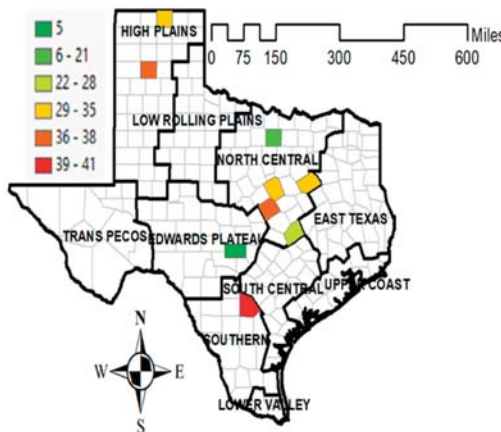 5
6 - 21
22 - 28
29 - 35
36 - 38
39 - 41
Miles
0 75 150 300 450 600
HIGH PLAINS
LOW ROLLING PLAINS
NORTH CENTRAL
EAST TEXAS
TRANS PECOS
EDWARDS PLATEAU
SOUTH CENTRAL
UPPER COAST
SOUTHERN
LOWER VALLEY
N
W E
S